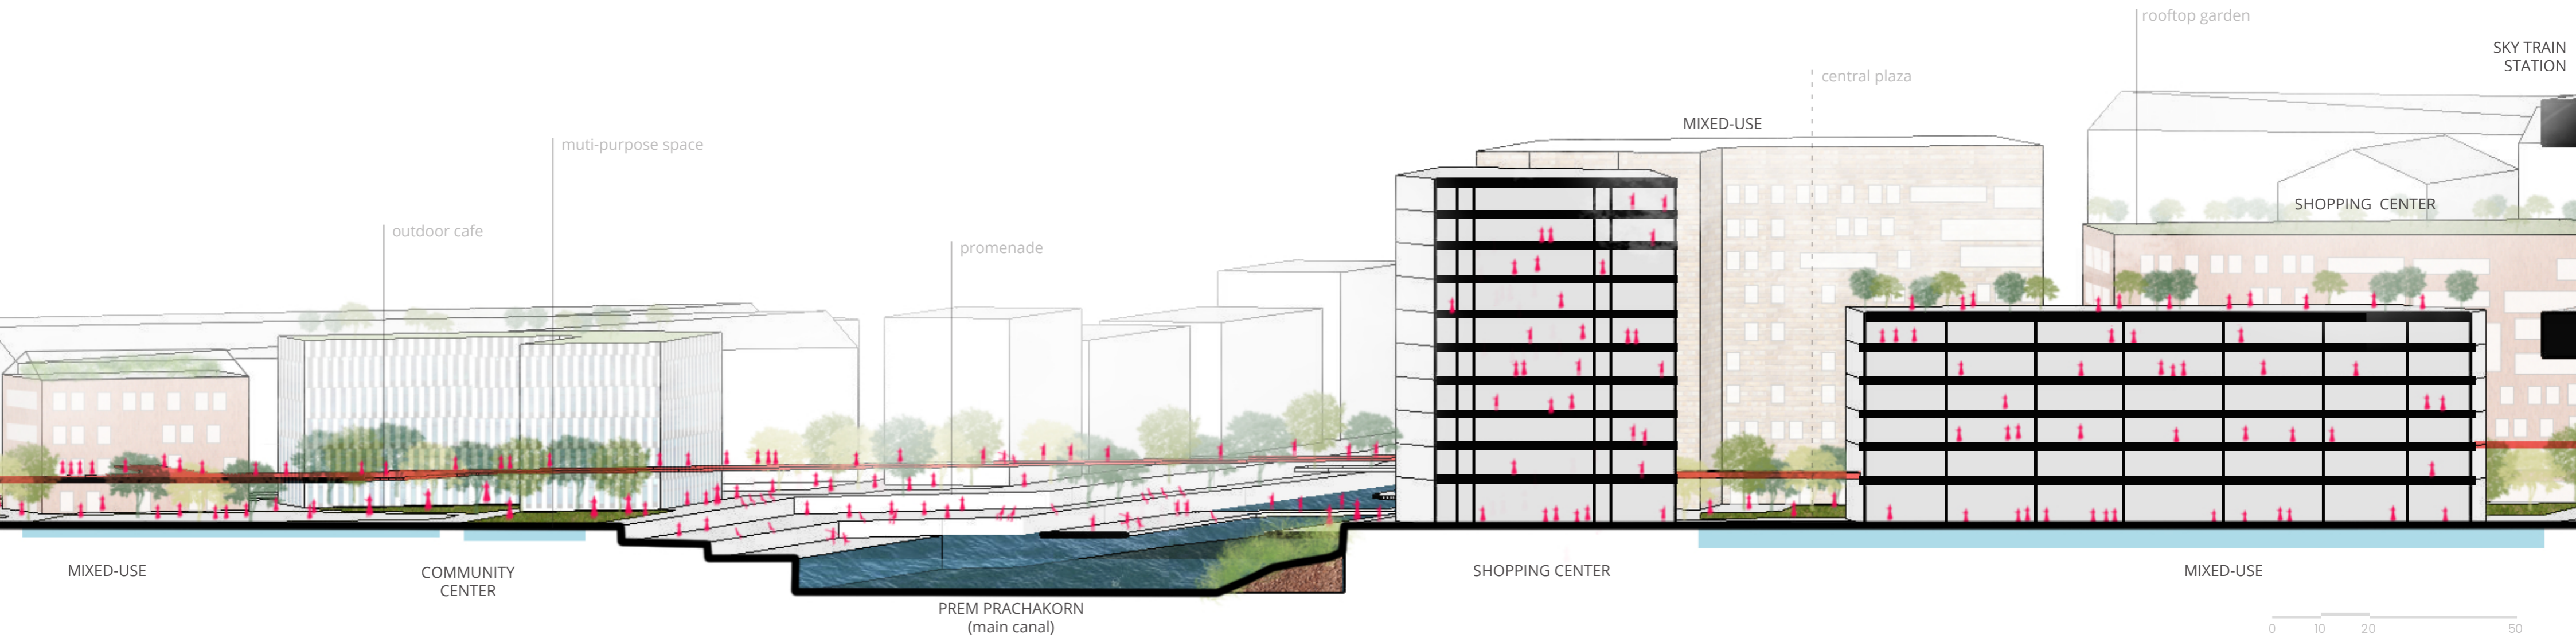 rooftop garden
SKY TRAIN
STATION
central plaza
MIXED-USE
muti-purpose space
SHOPPING CENTER
outdoor cafe
promenade
MIXED-USE
COMMUNITY
CENTER
SHOPPING CENTER
MIXED-USE
PREM PRACHAKORN
(main canal)
0 10 20 50